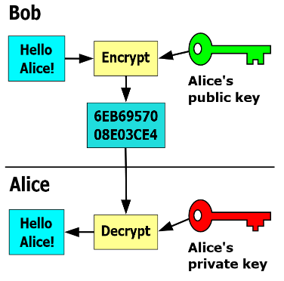 Bob
Hello
Alice!
Encrypt
Alice's
public key
6EB69570
08E03CE4
Alice
Hello
Alice!
Decrypt
Alice's
private key